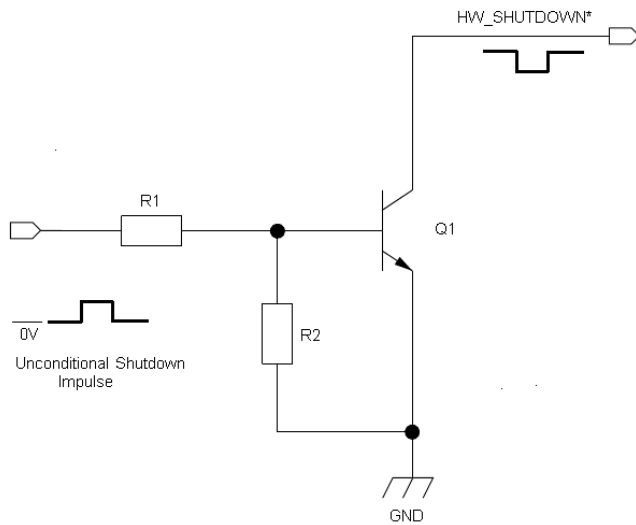 HW_SHUTDOWN*
R1
Q1
0V
R2
Unconditional Shutdown
Impulse
GND